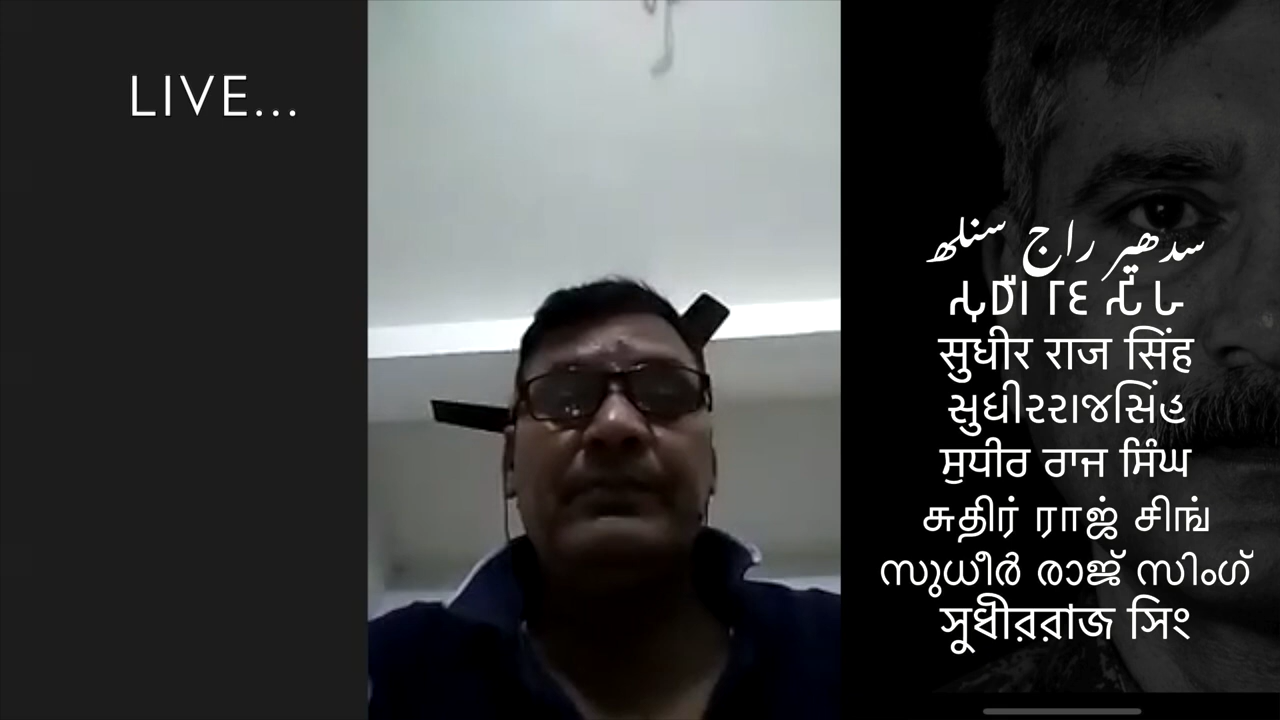 LIVE...
سدھیر راج سنلھ
सुधीर राज सिंह
સુધીરરાજસિંહ
ਸੁਧੀਰ ਰਾਜ ਸਿੰਘ
சுதிர் ராஜ் சிங்
സുധീർ രാജ് സിംഗ്
সুধীররাজ সিং